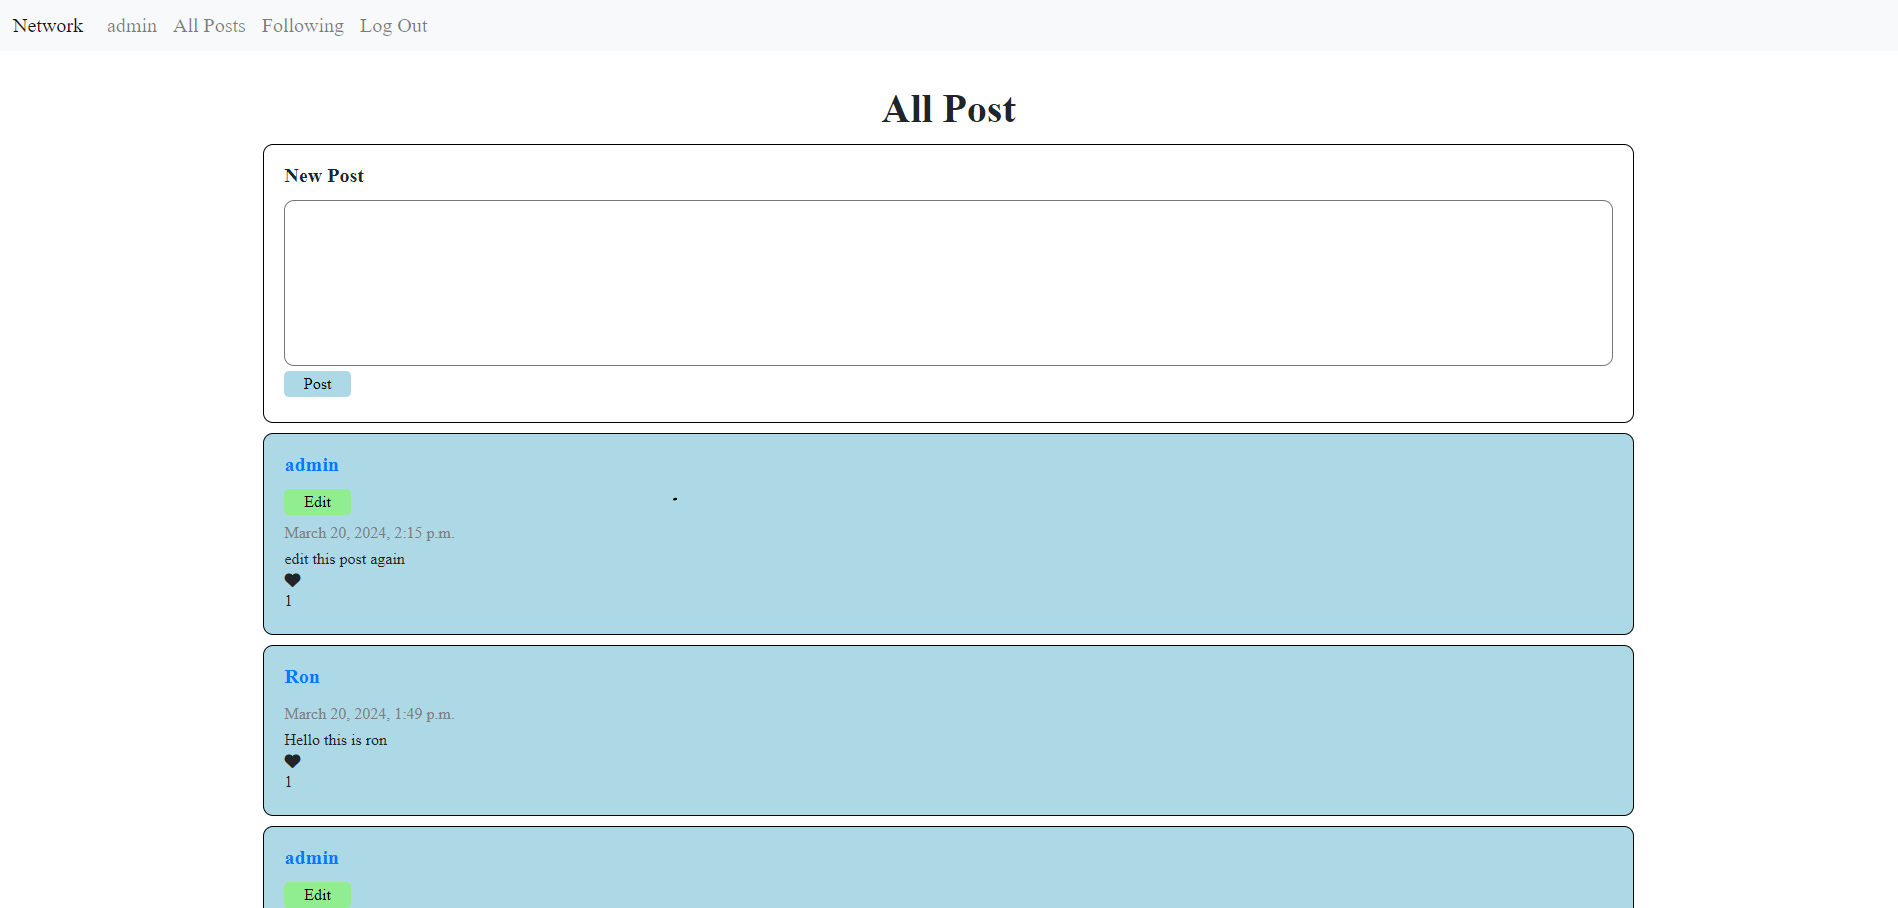 Network admin All Posts Following Log Out
All Post
New Post
Post
admin
Edit
March 20, 2024, 2:15 p.m.
edit this post again
1
Ron
March 20, 2024, 1:49 p.m.
Hello this is ron
1
admin
Edit